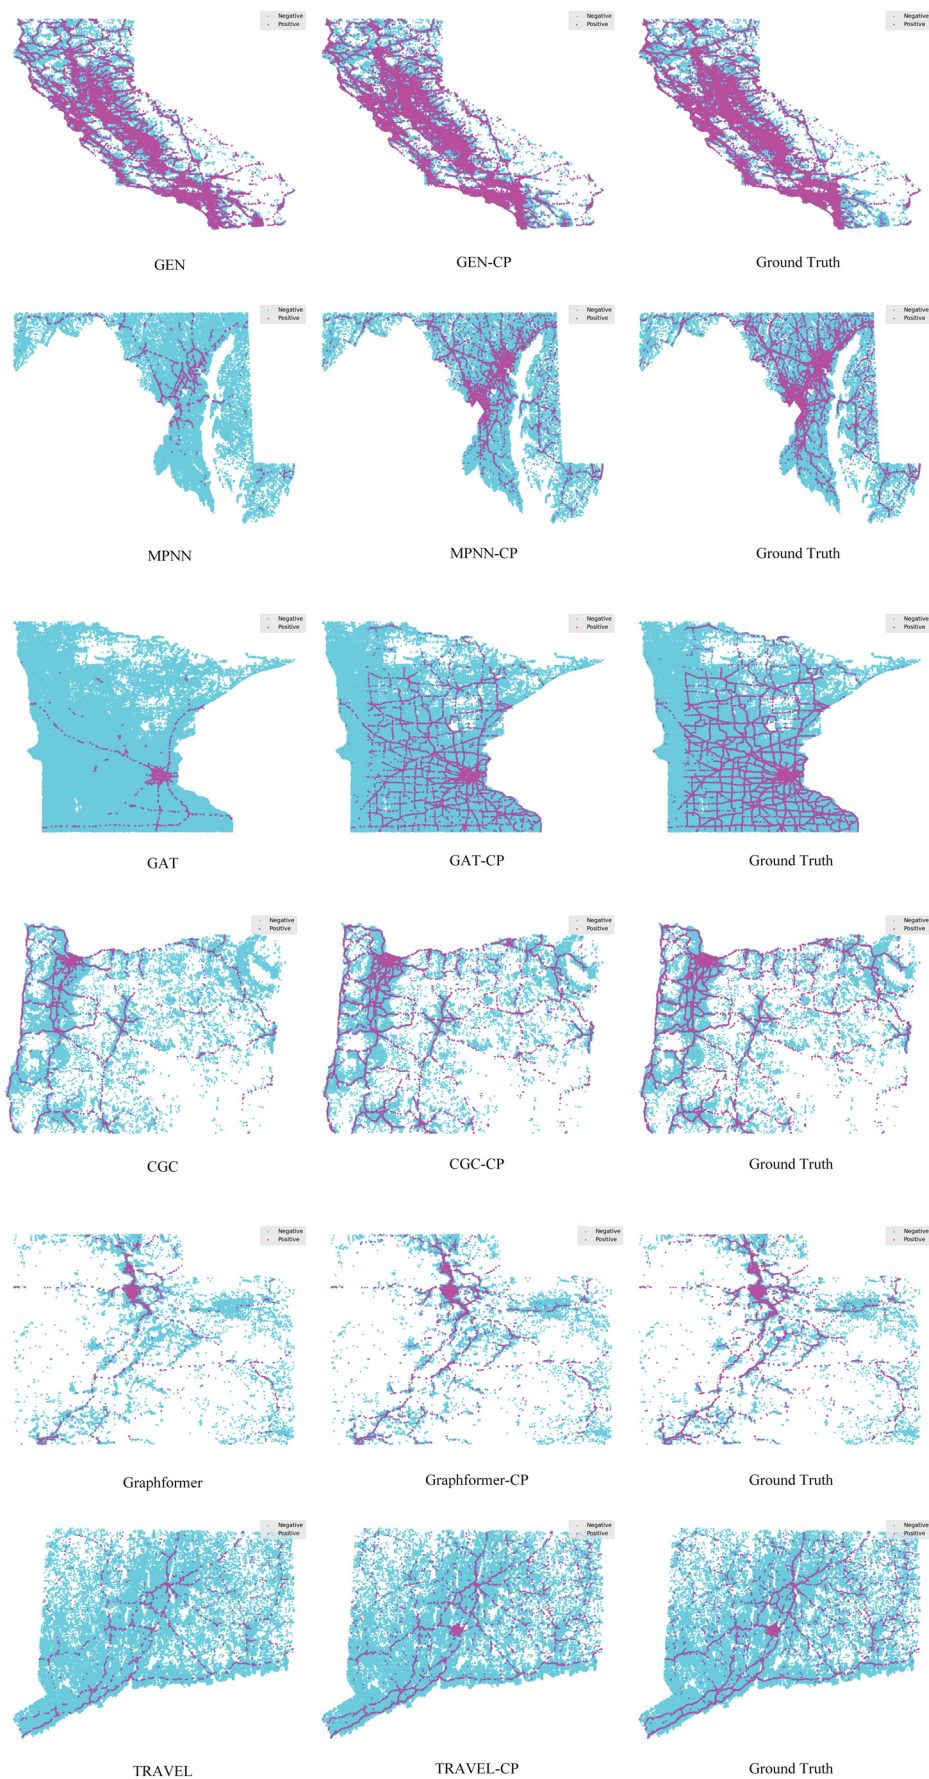 Negative
Positive
Negative
Positive
Negative
Positive
GEN
GEN-CP
Ground Truth
Negative
Positive
Negative
Positive
Negative
Positive
MPNN
MPNN-CP
Ground Truth
Negative
Positive
Negative
Positive
Negative
Positive
GAT
GAT-CP
Ground Truth
Negative
Positive
Negative
Positive
Negative
Positive
CGC
CGC-CP
Ground Truth
Negative
Positive
Negative
Positive
Negative
Positive
Graphformer
Graphformer-CP
Ground Truth
Negative
Positive
Negative
Positive
Negative
Positive
TRAVEL
TRAVEL-CP
Ground Truth